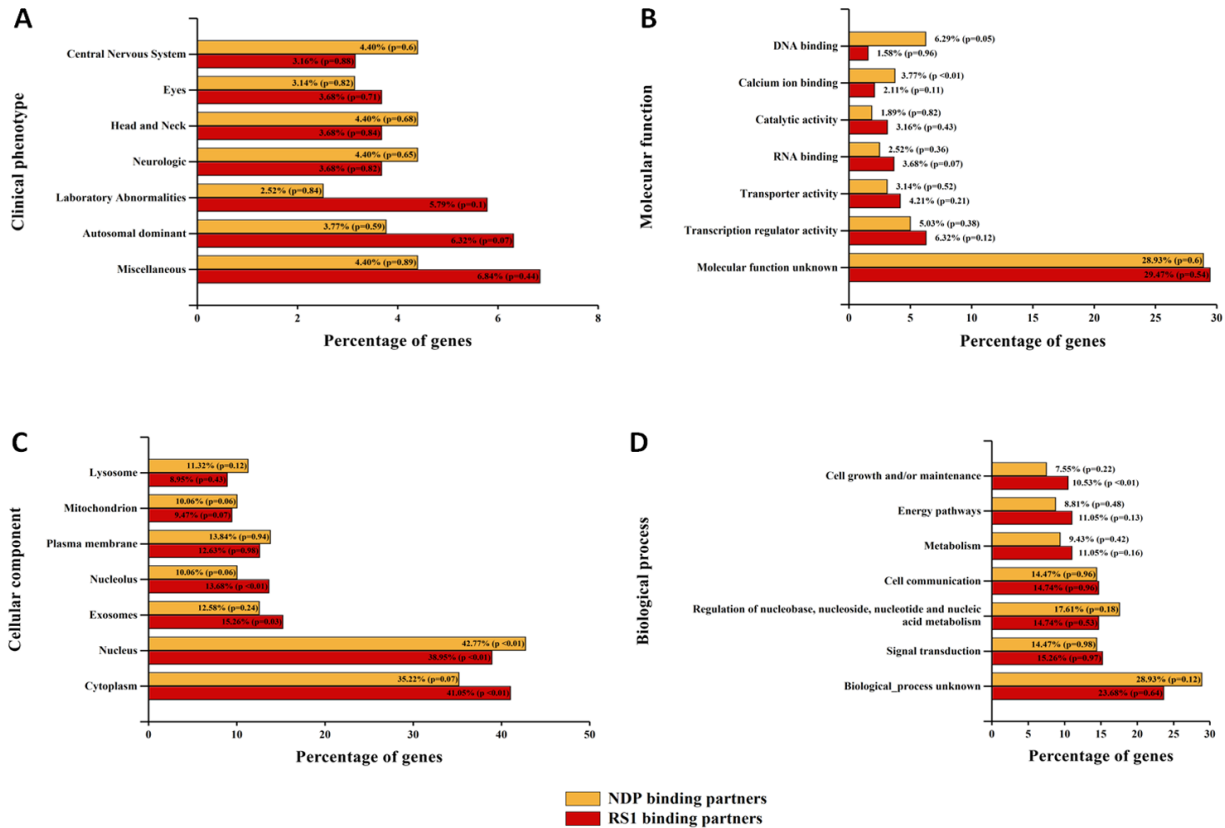 A
Clinical phenotype
Central Nervous System
4.40% (p=0.6)
3.16% (p=0.88)
Eyes
3.14% (p=0.82)
3.68% (p=0.71)
Head and Neck
4.40% (p=0.68)
3.68% (p=0.84)
Neurologic
4.40% (p=0.65)
3.68% (p=0.82)
Laboratory Abnormalities
2.52% (p=0.84)
5.79% (p=0.1)
Autosomal dominant
3.77% (p=0.59)
6.32% (p=0.07)
Miscellaneous
4.40% (p=0.89)
6.84% (p=0.44)
0 2 4 6 8
Percentage of genes
B
Molecular function
DNA binding
6.29% (p=0.05)
1.58% (p=0.96)
Calcium ion binding
3.77% (p <0.01)
2.11% (p=0.11)
Catalytic activity
1.89% (p=0.82)
3.16% (p=0.43)
RNA binding
2.52% (p=0.36)
3.68% (p=0.07)
Transporter activity
3.14% (p=0.52)
4.21% (p=0.21)
Transcription regulator activity
5.03% (p=0.38)
6.32% (p=0.12)
Molecular function unknown
28.93% (p=0.6)
29.47% (p=0.54)
0 5 10 15 20 25 30
Percentage of genes
C
Cellular component
Lysosome
11.32% (p=0.12)
8.95% (p=0.43)
Mitochondrion
10.06% (p=0.06)
9.47% (p=0.07)
Plasma membrane
13.84% (p=0.94)
12.63% (p=0.98)
Nucleolus
10.06% (p=0.06)
13.68% (p <0.01)
Exosomes
12.58% (p=0.24)
15.26% (p=0.03)
Nucleus
42.77% (p <0.01)
38.95% (p <0.01)
Cytoplasm
35.22% (p=0.07)
41.05% (p <0.01)
0 10 20 30 40 50
Percentage of genes
D
Biological process
Cell growth and/or maintenance
7.55% (p=0.22)
10.53% (p <0.01)
Energy pathways
8.81% (p=0.48)
11.05% (p=0.13)
Metabolism
9.43% (p=0.42)
11.05% (p=0.16)
Cell communication
14.47% (p=0.96)
14.74% (p=0.96)
Regulation of nucleobase, nucleoside, nucleotide and nucleic
acid metabolism
17.61% (p=0.18)
14.74% (p=0.53)
Signal transduction
14.47% (p=0.98)
15.26% (p=0.97)
Biological_process unknown
28.93% (p=0.12)
23.68% (p=0.64)
0 5 10 15 20 25 30
Percentage of genes
NDP binding partners
RS1 binding partners